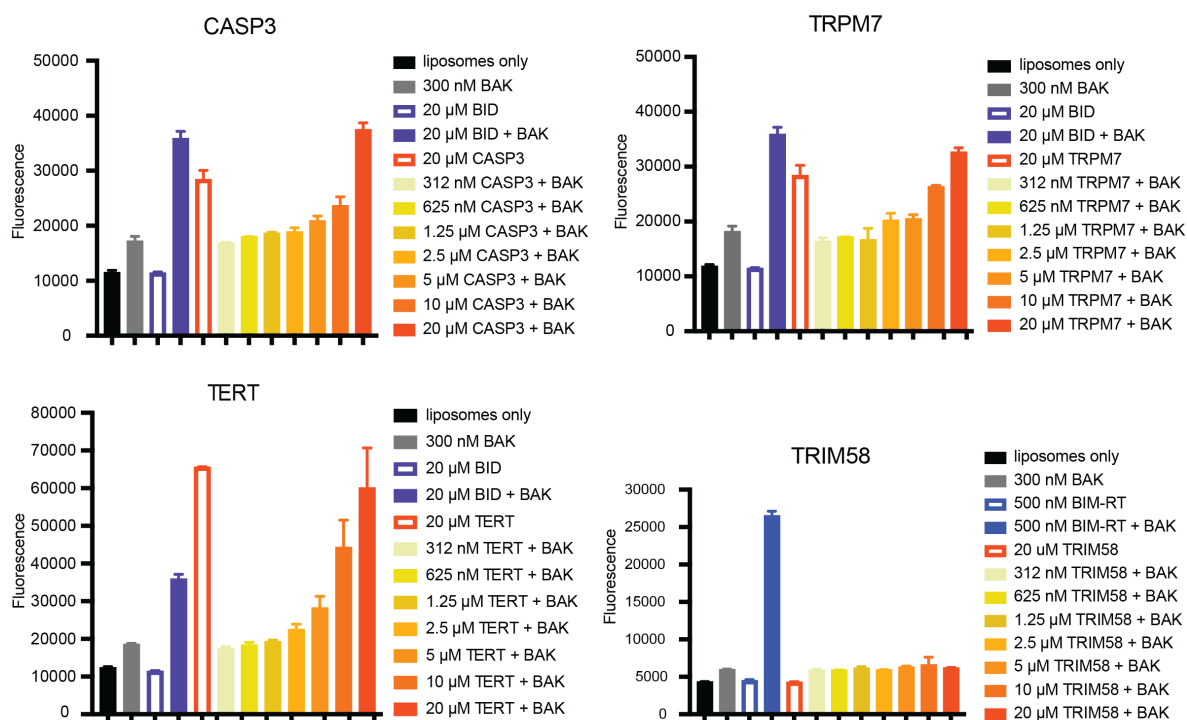 CASP3
50000
40000
30000
20000
10000
0
Fluorescence
liposomes only
300 nM BAK
20 µM BID
20 µM BID + BAK
20 µM CASP3
312 nM CASP3 + BAK
625 nM CASP3 + BAK
1.25 µM CASP3 + BAK
2.5 µM CASP3 + BAK
5 µM CASP3 + BAK
10 µM CASP3 + BAK
20 µM CASP3 + BAK
TRPM7
50000
40000
30000
20000
10000
0
Fluorescence
liposomes only
300 nM BAK
20 µM BID
20 µM BID + BAK
20 µM TRPM7
312 nM TRPM7 + BAK
625 nM TRPM7 + BAK
1.25 µM TRPM7 + BAK
2.5 µM TRPM7 + BAK
5 µM TRPM7 + BAK
10 µM TRPM7 + BAK
20 µM TRPM7 + BAK
TERT
80000
70000
60000
50000
40000
30000
20000
10000
0
Fluorescence
liposomes only
300 nM BAK
20 µM BID
20 µM BID + BAK
20 µM TERT
312 nM TERT + BAK
625 nM TERT + BAK
1.25 µM TERT + BAK
2.5 µM TERT + BAK
5 µM TERT + BAK
10 µM TERT + BAK
20 µM TERT + BAK
TRIM58
30000
25000
20000
15000
10000
5000
0
Fluorescence
liposomes only
300 nM BAK
500 nM BIM-RT
500 nM BIM-RT + BAK
20 uM TRIM58
312 nM TRIM58 + BAK
625 nM TRIM58 + BAK
1.25 µM TRIM58 + BAK
2.5 µM TRIM58 + BAK
5 µM TRIM58 + BAK
10 µM TRIM58 + BAK
20 µM TRIM58 + BAK